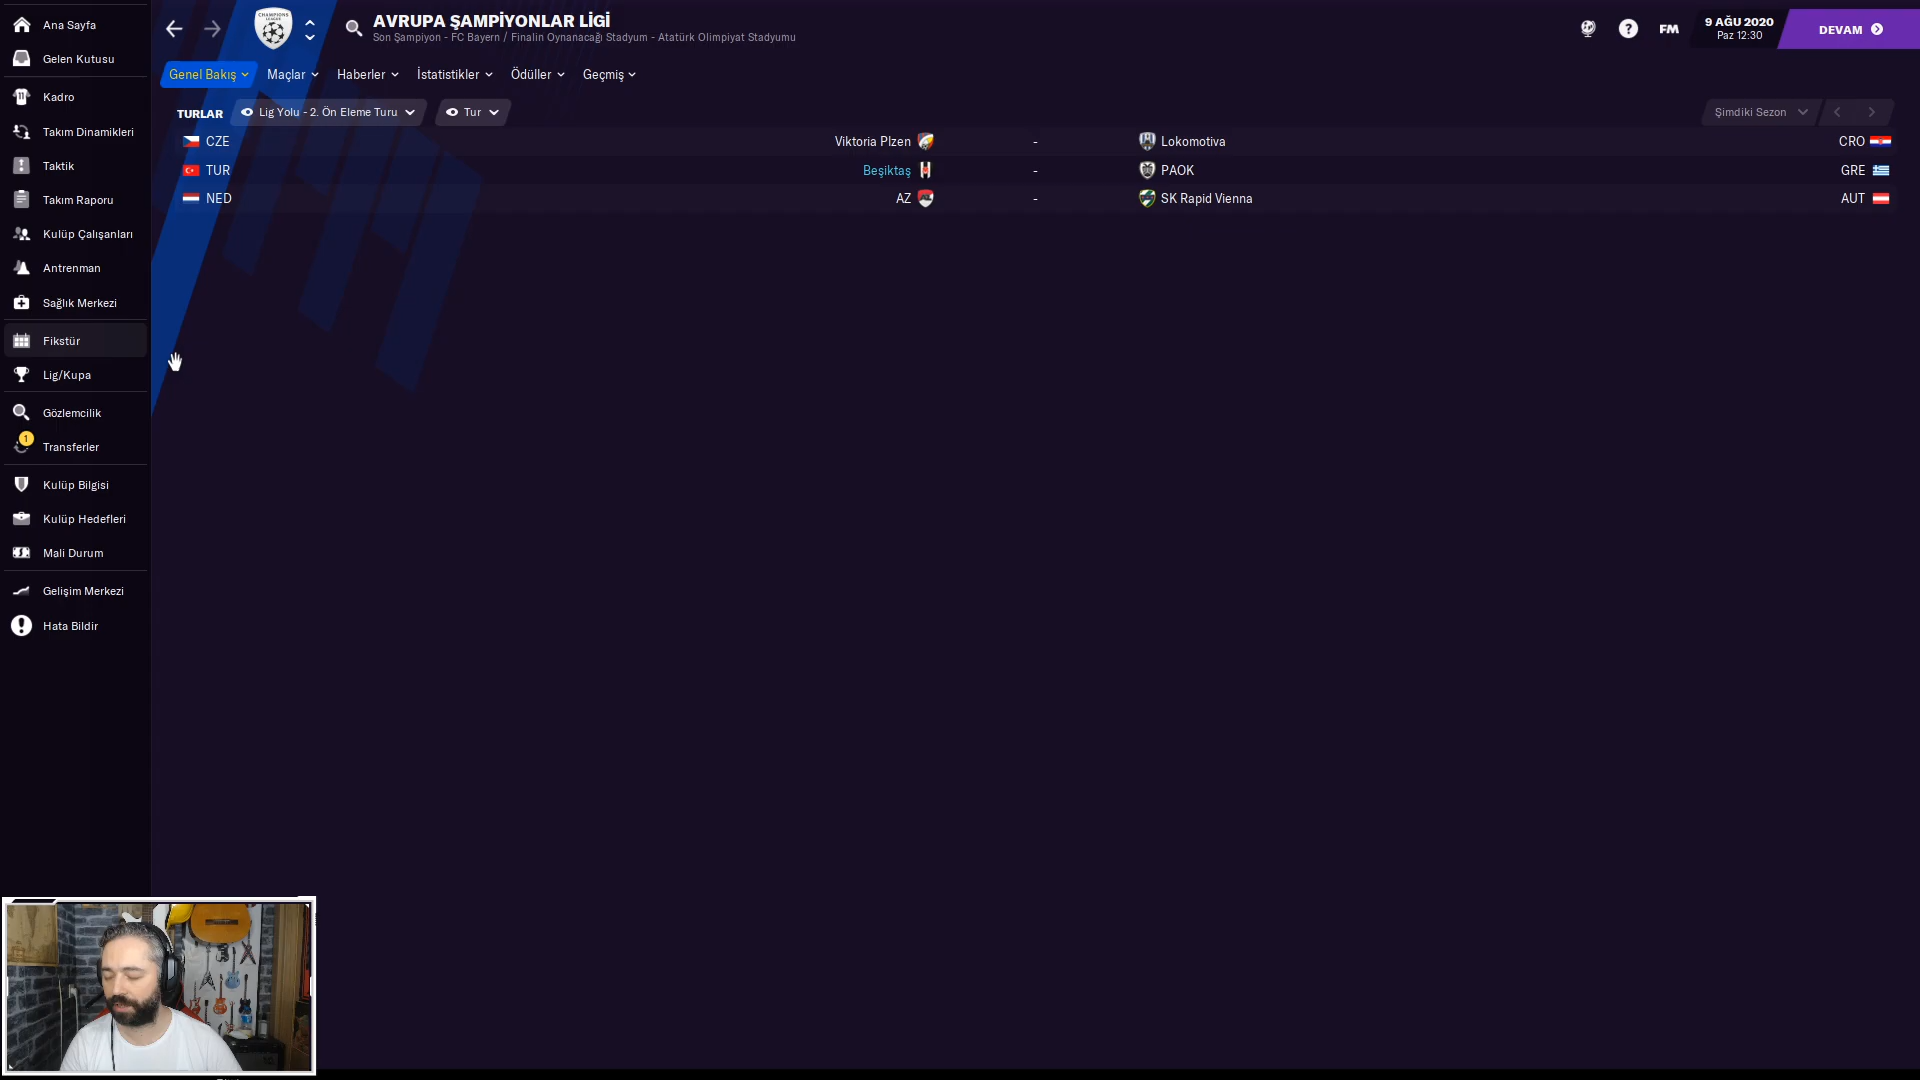 Ana Sayfa
Gelen Kutusu
Kadro
Takım Dinamikleri
Taktik
Takım Raporu
Kulüp Çalışanları
Antrenman
Sağlık Merkezi
Fikstür
Lig/Kupa
Gözlemcilik
1
Transferler
Kulüp Bilgisi
Kulüp Hedefleri
Mali Durum
Gelişim Merkezi
Hata Bildir
CHAMPIONS LEAGUE
AVRUPA ŞAMPİYONLAR LİGİ
Son Şampiyon - FC Bayern / Finalin Oynanacağı Stadyum - Atatürk Olimpiyat Stadyumu
FM
9 AĞU 2020
Paz 12:30
DEVAM
Genel Bakış Maçlar Haberler İstatistikler Ödüller Geçmiş
TURLAR Lig Yolu - 2. Ön Eleme Turu Tur Şimdiki Sezon
CZE Viktoria Plzen - Lokomotiva CRO
TUR Beşiktaş - PAOK GRE
NED AZ - SK Rapid Vienna AUT